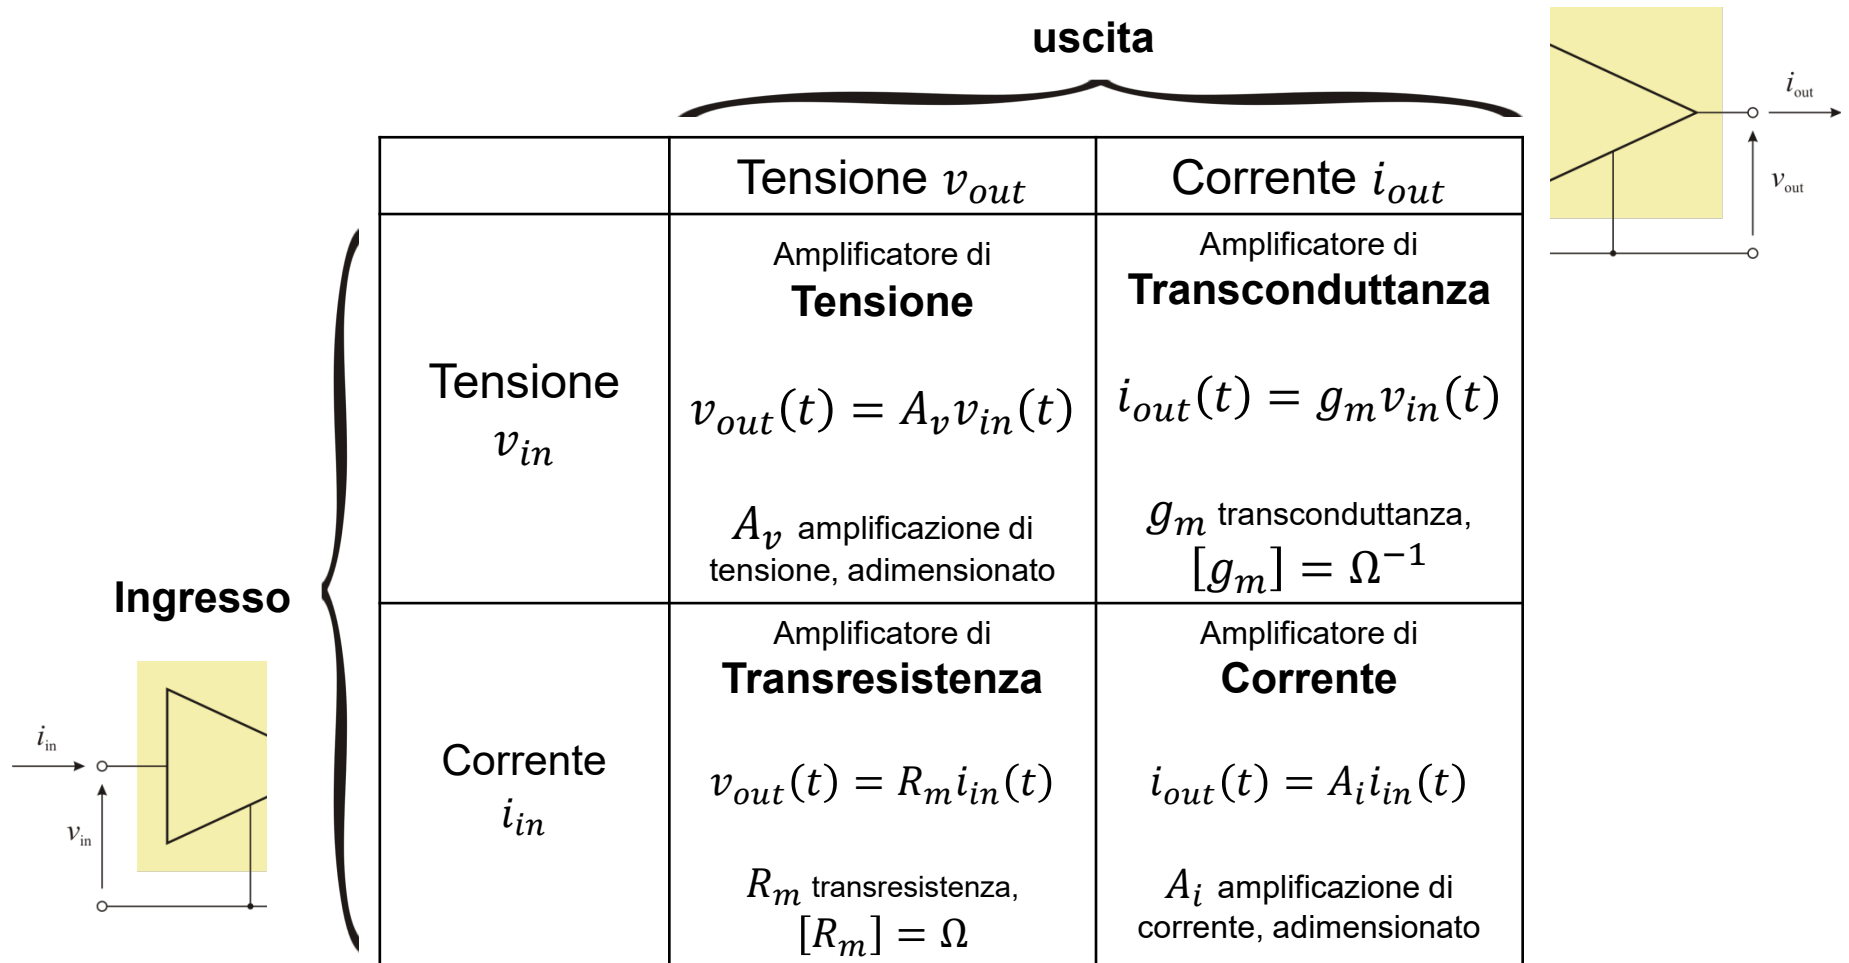 uscita
i_out
v_out
Tensione v_out
Corrente i_out
Tensione
v_in
Amplificatore di
Tensione
v_out(t) = A_v v_in(t)
A_v amplificazione di
tensione, adimensionato
Amplificatore di
Transconduttanza
i_out(t) = g_m v_in(t)
g_m transconduttanza,
[g_m] = Ω⁻¹
Ingresso
i_in
v_in
Corrente
i_in
Amplificatore di
Transresistenza
v_out(t) = R_m i_in(t)
R_m transresistenza,
[R_m] = Ω
Amplificatore di
Corrente
i_out(t) = A_i i_in(t)
A_i amplificazione di
corrente, adimensionato